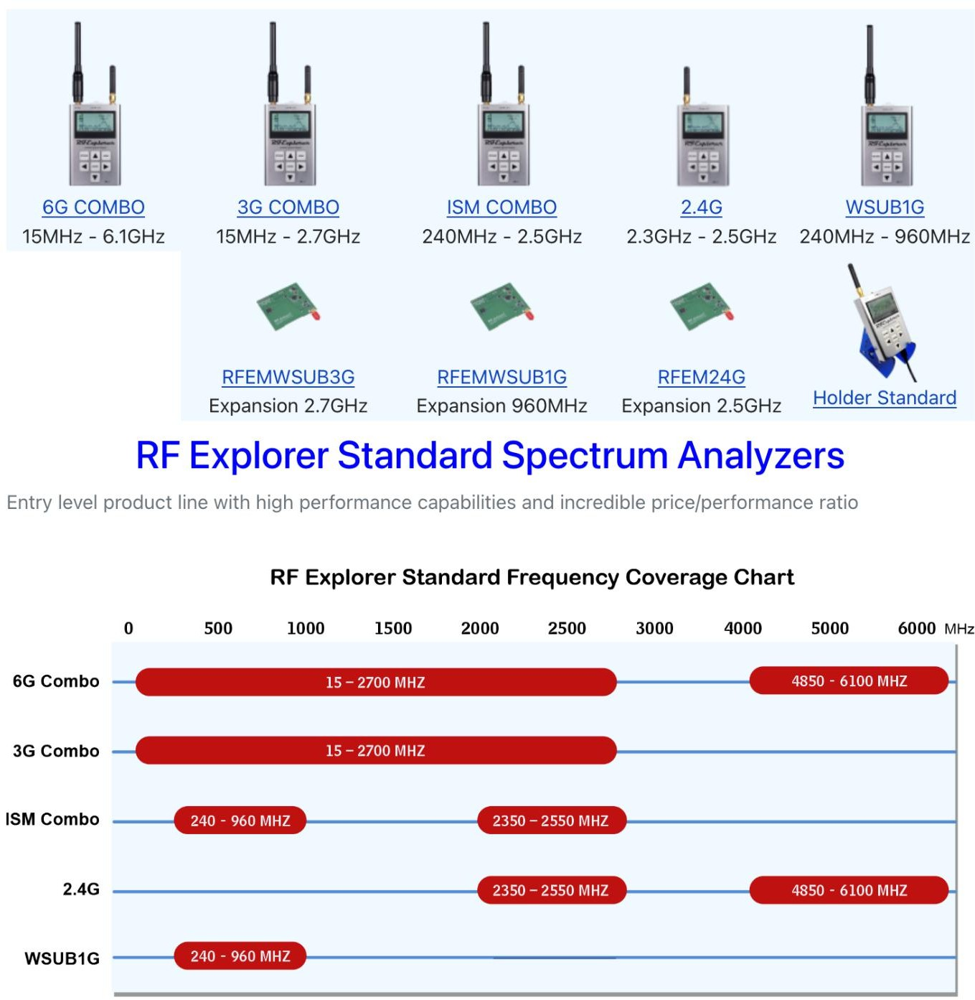 6G COMBO 3G COMBO ISM COMBO 2.4G WSUB1G
15MHz - 6.1GHz 15MHz - 2.7GHz 240MHz - 2.5GHz 2.3GHz - 2.5GHz 240MHz - 960MHz
RFEMWSUB3G RFEMWSUB1G RFEM24G
Expansion 2.7GHz Expansion 960MHz Expansion 2.5GHz
Holder Standard
RF Explorer Standard Spectrum Analyzers
Entry level product line with high performance capabilities and incredible price/performance ratio
RF Explorer Standard Frequency Coverage Chart
0 500 1000 1500 2000 2500 3000 4000 5000 6000 MHz
6G Combo 15 – 2700 MHZ 4850 - 6100 MHZ
3G Combo 15 – 2700 MHZ
ISM Combo 240 - 960 MHZ 2350 – 2550 MHZ
2.4G 2350 – 2550 MHZ 4850 - 6100 MHZ
WSUB1G 240 - 960 MHZ